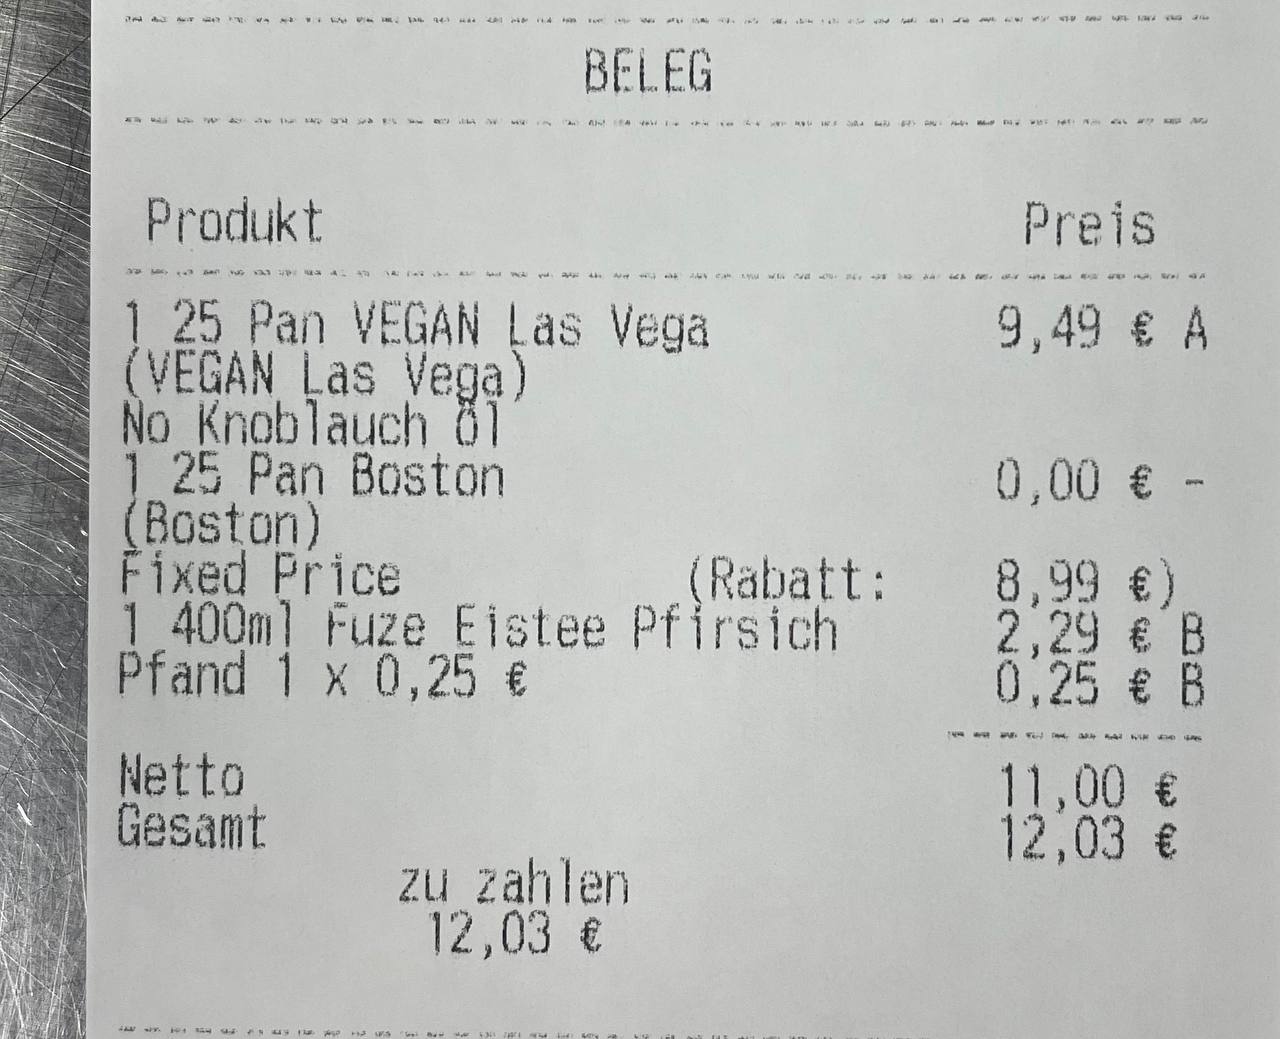 BELEG
Produkt Preis
1 25 Pan VEGAN Las Vega 9,49 € A
(VEGAN Las Vega)
No Knoblauch öl
1 25 Pan Boston 0,00 € -
(Boston)
Fixed Price (Rabatt: 8,99 €)
1 400ml Fuze Eistee Pfirsich 2,29 € B
Pfand 1 x 0,25 € 0,25 € B
Netto 11,00 €
Gesamt 12,03 €
zu zahlen
12,03 €